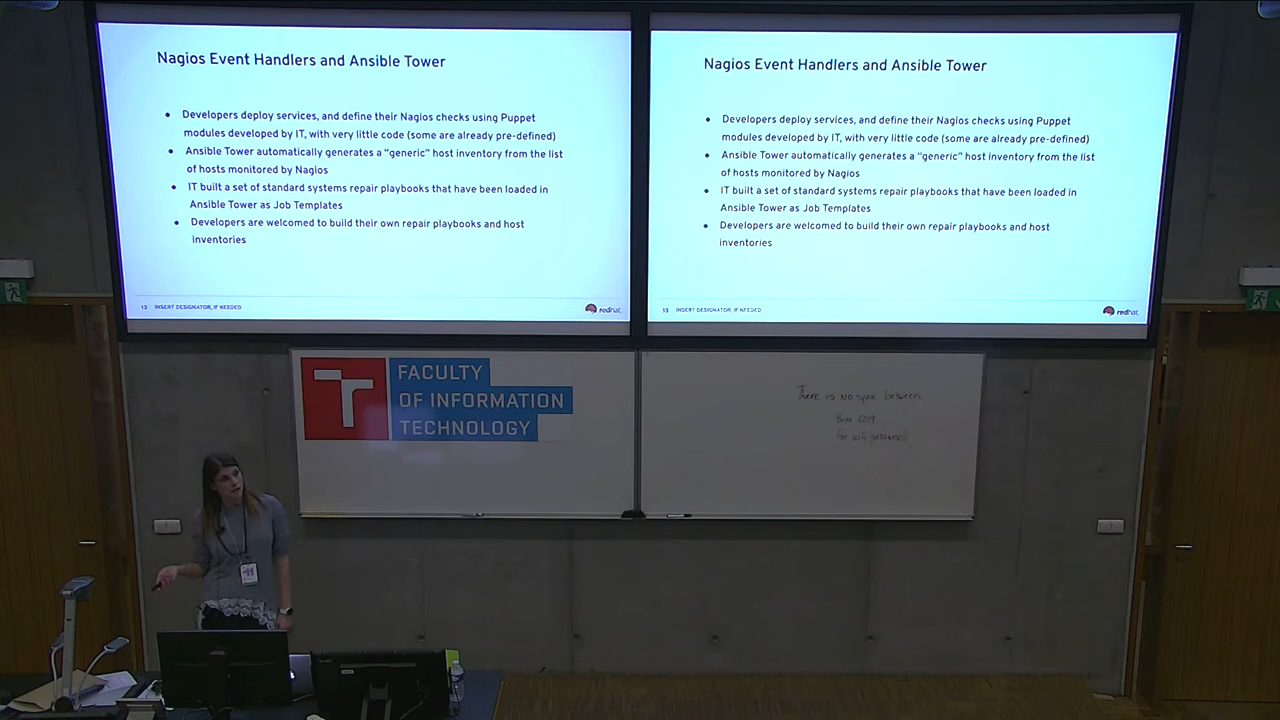 Nagios Event Handlers and Ansible Tower
● Developers deploy services, and define their Nagios checks using Puppet
modules developed by IT, with very little code (some are already pre-defined)
● Ansible Tower automatically generates a “generic” host inventory from the list
of hosts monitored by Nagios
● IT built a set of standard systems repair playbooks that have been loaded in
Ansible Tower as Job Templates
● Developers are welcomed to build their own repair playbooks and host
inventories
13 INSERT DESIGNATOR, IF NEEDED
redhat.
Nagios Event Handlers and Ansible Tower
● Developers deploy services, and define their Nagios checks using Puppet
modules developed by IT, with very little code (some are already pre-defined)
● Ansible Tower automatically generates a “generic” host inventory from the list
of hosts monitored by Nagios
● IT built a set of standard systems repair playbooks that have been loaded in
Ansible Tower as Job Templates
● Developers are welcomed to build their own repair playbooks and host
inventories
13 INSERT DESIGNATOR, IF NEEDED
redhat.
T
FACULTY
OF INFORMATION
TECHNOLOGY
There is NO space between
2019
for wifi password